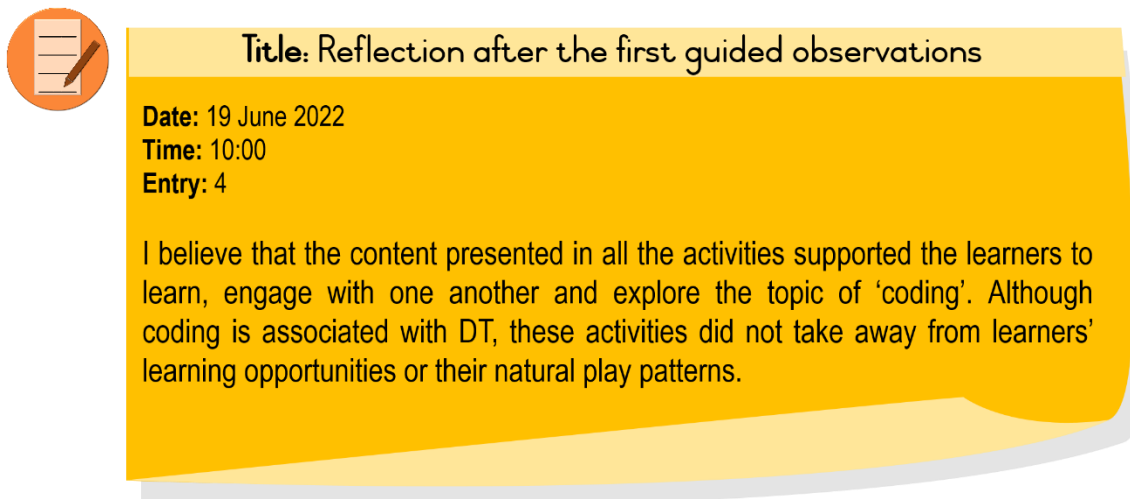 Title: Reflection after the first guided observations
Date: 19 June 2022
Time: 10:00
Entry: 4
I believe that the content presented in all the activities supported the learners to
learn, engage with one another and explore the topic of ‘coding’. Although
coding is associated with DT, these activities did not take away from learners’
learning opportunities or their natural play patterns.